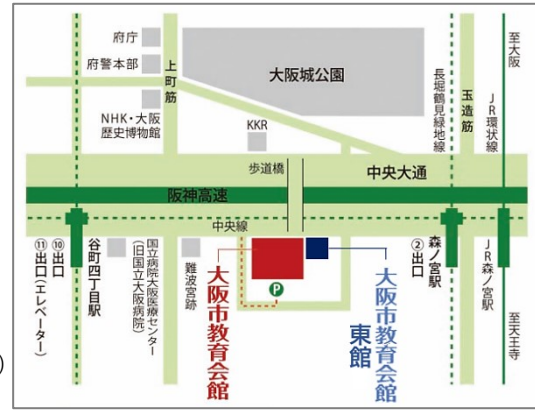 府庁
府警本部
NHK・大阪
歴史博物館
上町筋
大阪城公園
KKR
歩道橋
中央大通
長堀鶴見緑地線
玉造筋
JR環状線
至大阪
阪神高速
中央線
⑪出口(エレベーター)
⑩出口
谷町四丁目駅
国立病院大阪医療センター
(旧国立大阪病院)
難波宮跡
P
大阪市教育会館
大阪市教育会館
東館
②出口
森ノ宮駅
JR森ノ宮駅
至天王寺
)